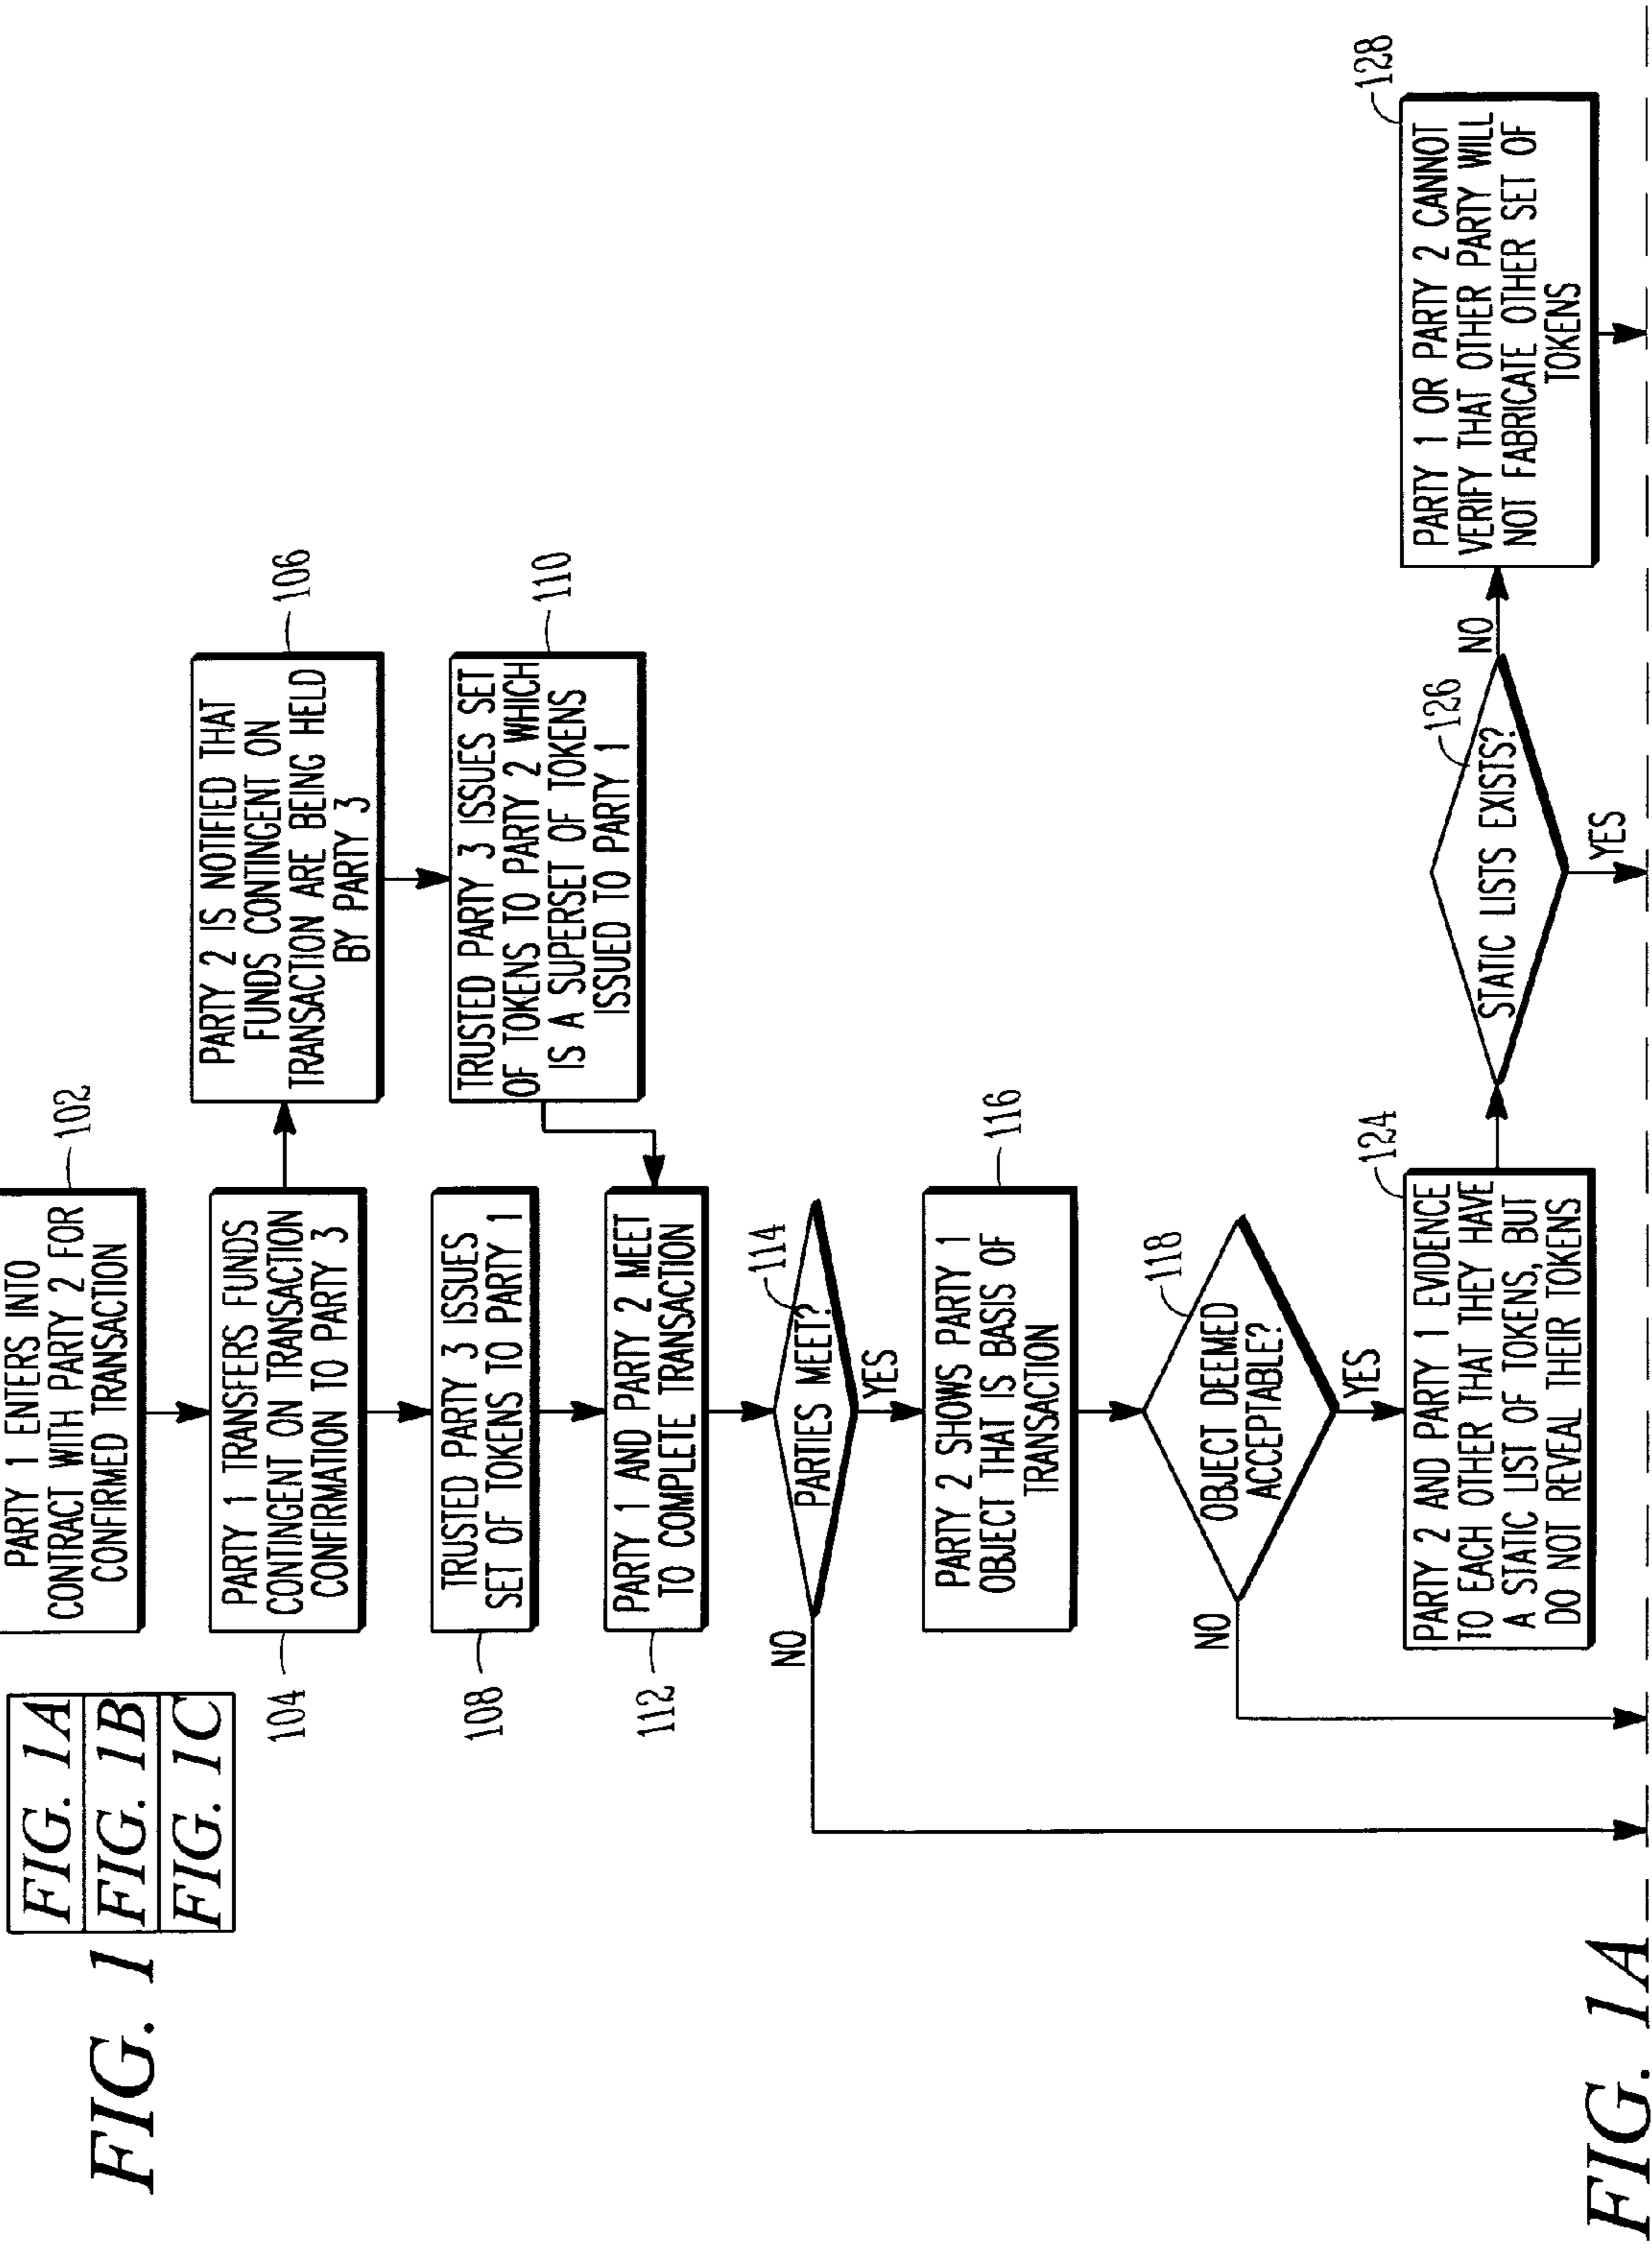 FIG. 1
FIG. 1A
FIG. 1B
FIG. 1C
PARTY 1 ENTERS INTO
CONTRACT WITH PARTY 2 FOR
CONFIRMED TRANSACTION
102
104
PARTY 1 TRANSFERS FUNDS
CONTINGENT ON TRANSACTION
CONFIRMATION TO PARTY 3
PARTY 2 IS NOTIFIED THAT
FUNDS CONTINGENT ON
TRANSACTION ARE BEING HELD
BY PARTY 3
106
108
TRUSTED PARTY 3 ISSUES
SET OF TOKENS TO PARTY 1
TRUSTED PARTY 3 ISSUES SET
OF TOKENS TO PARTY 2 WHICH
IS A SUPERSET OF TOKENS
ISSUED TO PARTY 1
110
112
PARTY 1 AND PARTY 2 MEET
TO COMPLETE TRANSACTION
114
PARTIES MEET?
NO
YES
PARTY 2 SHOWS PARTY 1
OBJECT THAT IS BASIS OF
TRANSACTION
116
118
OBJECT DEEMED
ACCEPTABLE?
NO
YES
124
PARTY 2 AND PARTY 1 EVIDENCE
TO EACH OTHER THAT THEY HAVE
A STATIC LIST OF TOKENS, BUT
DO NOT REVEAL THEIR TOKENS
126
STATIC LISTS EXISTS?
NO
YES
128
PARTY 1 OR PARTY 2 CANNOT
VERIFY THAT OTHER PARTY WILL
NOT FABRICATE OTHER SET OF
TOKENS
FIG. 1A